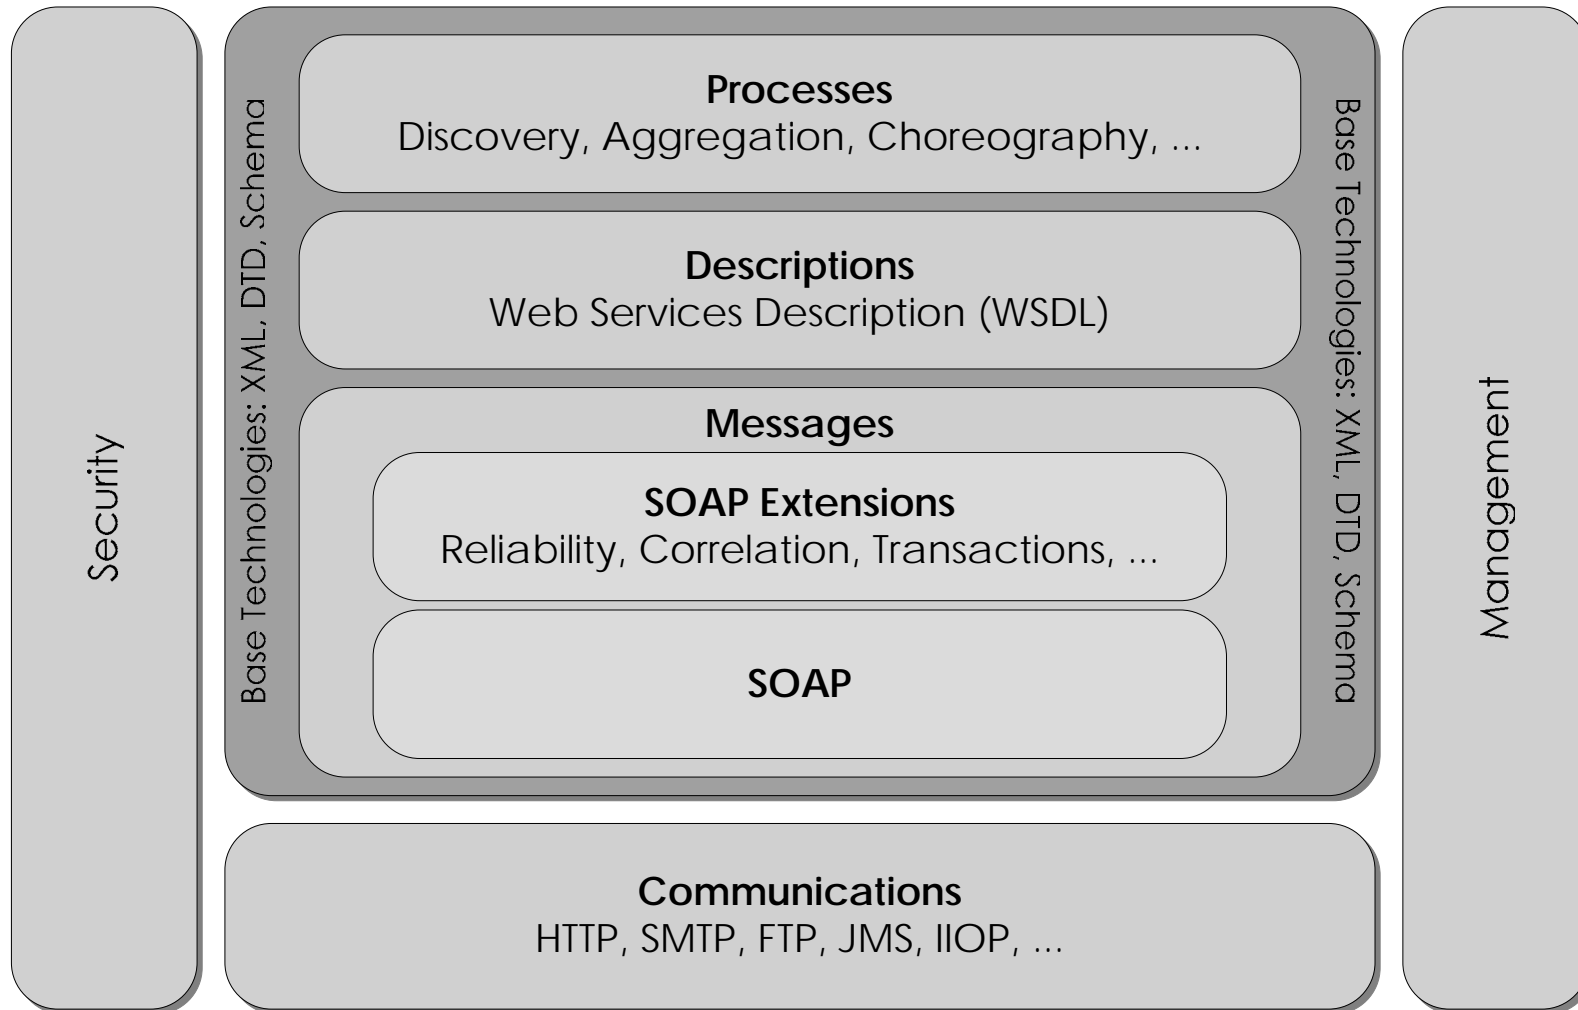 Security
Base Technologies: XML, DTD, Schema
Processes
Discovery, Aggregation, Choreography, ...
Descriptions
Web Services Description (WSDL)
Messages
SOAP Extensions
Reliability, Correlation, Transactions, ...
SOAP
Base Technologies: XML, DTD, Schema
Management
Communications
HTTP, SMTP, FTP, JMS, IIOP, ...